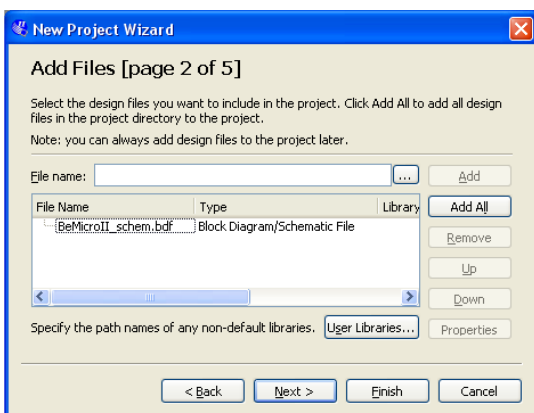 New Project Wizard
Add Files [page 2 of 5]
Select the design files you want to include in the project. Click Add All to add all design
files in the project directory to the project.
Note: you can always add design files to the project later.
File name: ... Add
File Name Type Library Add All
BeMicroII_schem.bdf Block Diagram/Schematic File
Remove
Up
Down
Specify the path names of any non-default libraries. User Libraries... Properties
< Back Next > Finish Cancel